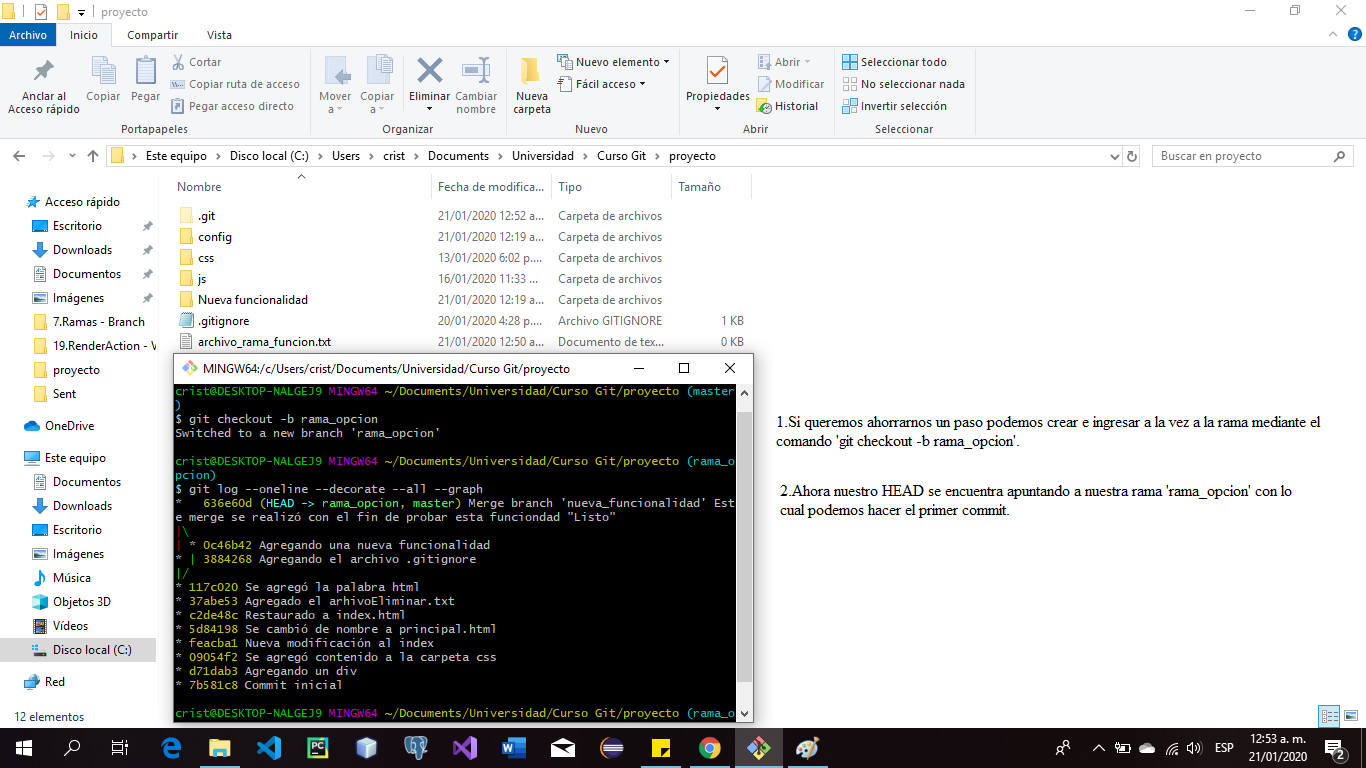 proyecto
Archivo Inicio Compartir Vista
Anclar al Acceso rápido
Copiar
Pegar
Cortar
Copiar ruta de acceso
Pegar acceso directo
Portapapeles
Mover a
Copiar a
Eliminar
Cambiar nombre
Organizar
Nueva carpeta
Nuevo elemento
Fácil acceso
Nuevo
Propiedades
Abrir
Modificar
Historial
Abrir
Seleccionar todo
No seleccionar nada
Invertir selección
Seleccionar
Este equipo > Disco local (C:) > Users > crist > Documents > Universidad > Curso Git > proyecto
Buscar en proyecto
Acceso rápido
Escritorio
Downloads
Documentos
Imágenes
7.Ramas - Branch
19.RenderAction - V
proyecto
Sent
OneDrive
Este equipo
Documentos
Downloads
Escritorio
Imágenes
Música
Objetos 3D
Vídeos
Disco local (C:)
Red
12 elementos
Nombre Fecha de modifica... Tipo Tamaño
.git 21/01/2020 12:52 a... Carpeta de archivos
config 21/01/2020 12:19 a... Carpeta de archivos
css 13/01/2020 6:02 p.... Carpeta de archivos
js 16/01/2020 11:33 ... Carpeta de archivos
Nueva funcionalidad 21/01/2020 12:19 a... Carpeta de archivos
.gitignore 20/01/2020 4:28 p.... Archivo GITIGNORE 1 KB
archivo_rama_funcion.txt 21/01/2020 12:50 a... Documento de tex... 0 KB
MINGW64:/c/Users/crist/Documents/Universidad/Curso Git/proyecto
crist@DESKTOP-NALGEJ9 MINGW64 ~/Documents/Universidad/Curso Git/proyecto (master
)
$ git checkout -b rama_opcion
Switched to a new branch 'rama_opcion'
crist@DESKTOP-NALGEJ9 MINGW64 ~/Documents/Universidad/Curso Git/proyecto (rama_o
pcion)
$ git log --oneline --decorate --all --graph
*   636e60d (HEAD -> rama_opcion, master) Merge branch 'nueva_funcionalidad' Est
e merge se realizó con el fin de probar esta funciondad "Listo"
|\
| * 0c46b42 Agregando una nueva funcionalidad
* | 3884268 Agregando el archivo .gitignore
|/
* 117c020 Se agregó la palabra html
* 37abe53 Agregado el arhivoEliminar.txt
* c2de48c Restaurado a index.html
* 5d84198 Se cambió de nombre a principal.html
* feacba1 Nueva modificación al index
* 09054f2 Se agregó contenido a la carpeta css
* d71dab3 Agregando un div
* 7b581c8 Commit inicial
crist@DESKTOP-NALGEJ9 MINGW64 ~/Documents/Universidad/Curso Git/proyecto (rama_o
1.Si queremos ahorrarnos un paso podemos crear e ingresar a la vez a la rama mediante el
comando 'git checkout -b rama_opcion'.
2.Ahora nuestro HEAD se encuentra apuntando a nuestra rama 'rama_opcion' con lo
cual podemos hacer el primer commit.
ESP
12:53 a. m.
21/01/2020
2